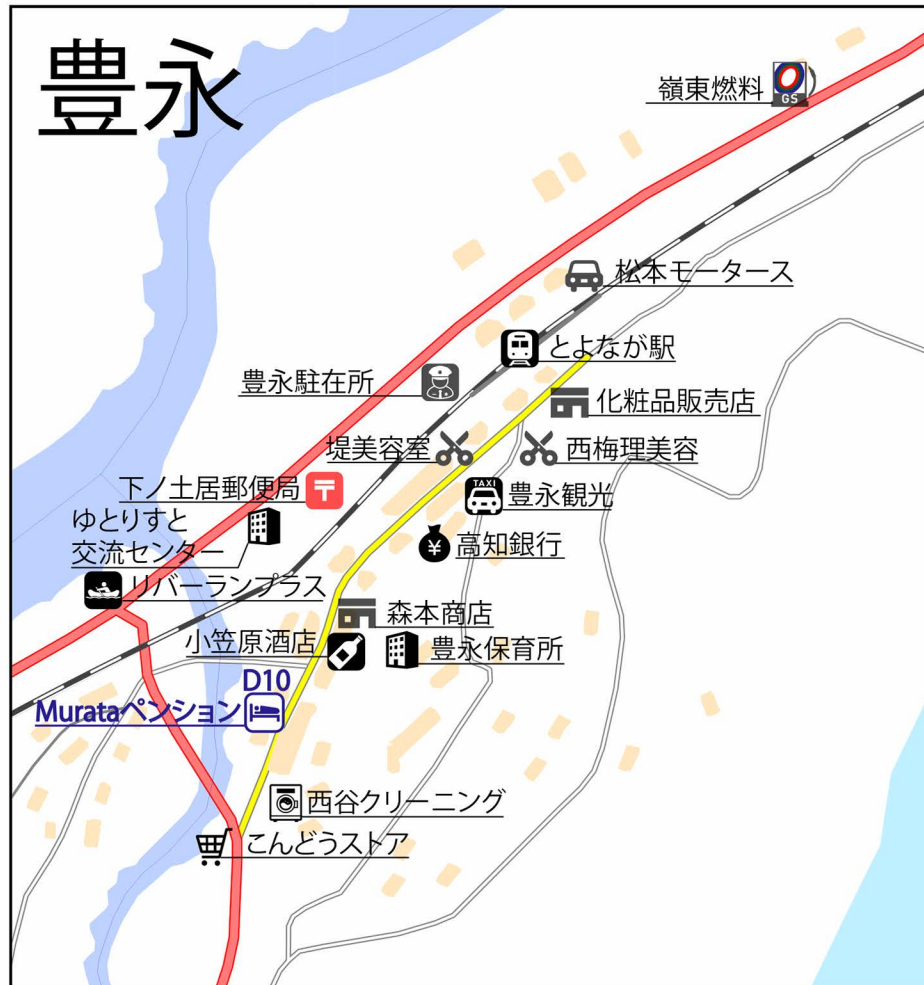 豊永
嶺東燃料
GS
松本モータース
とよなが駅
豊永駐在所
化粧品販売店
堤美容室
西梅理美容
下ノ土居郵便局
TAXI
豊永観光
ゆとりすと
交流センター
¥
高知銀行
リバーランプラス
森本商店
小笠原酒店
豊永保育所
D10
Murataペンション
西谷クリーニング
こんどうストア